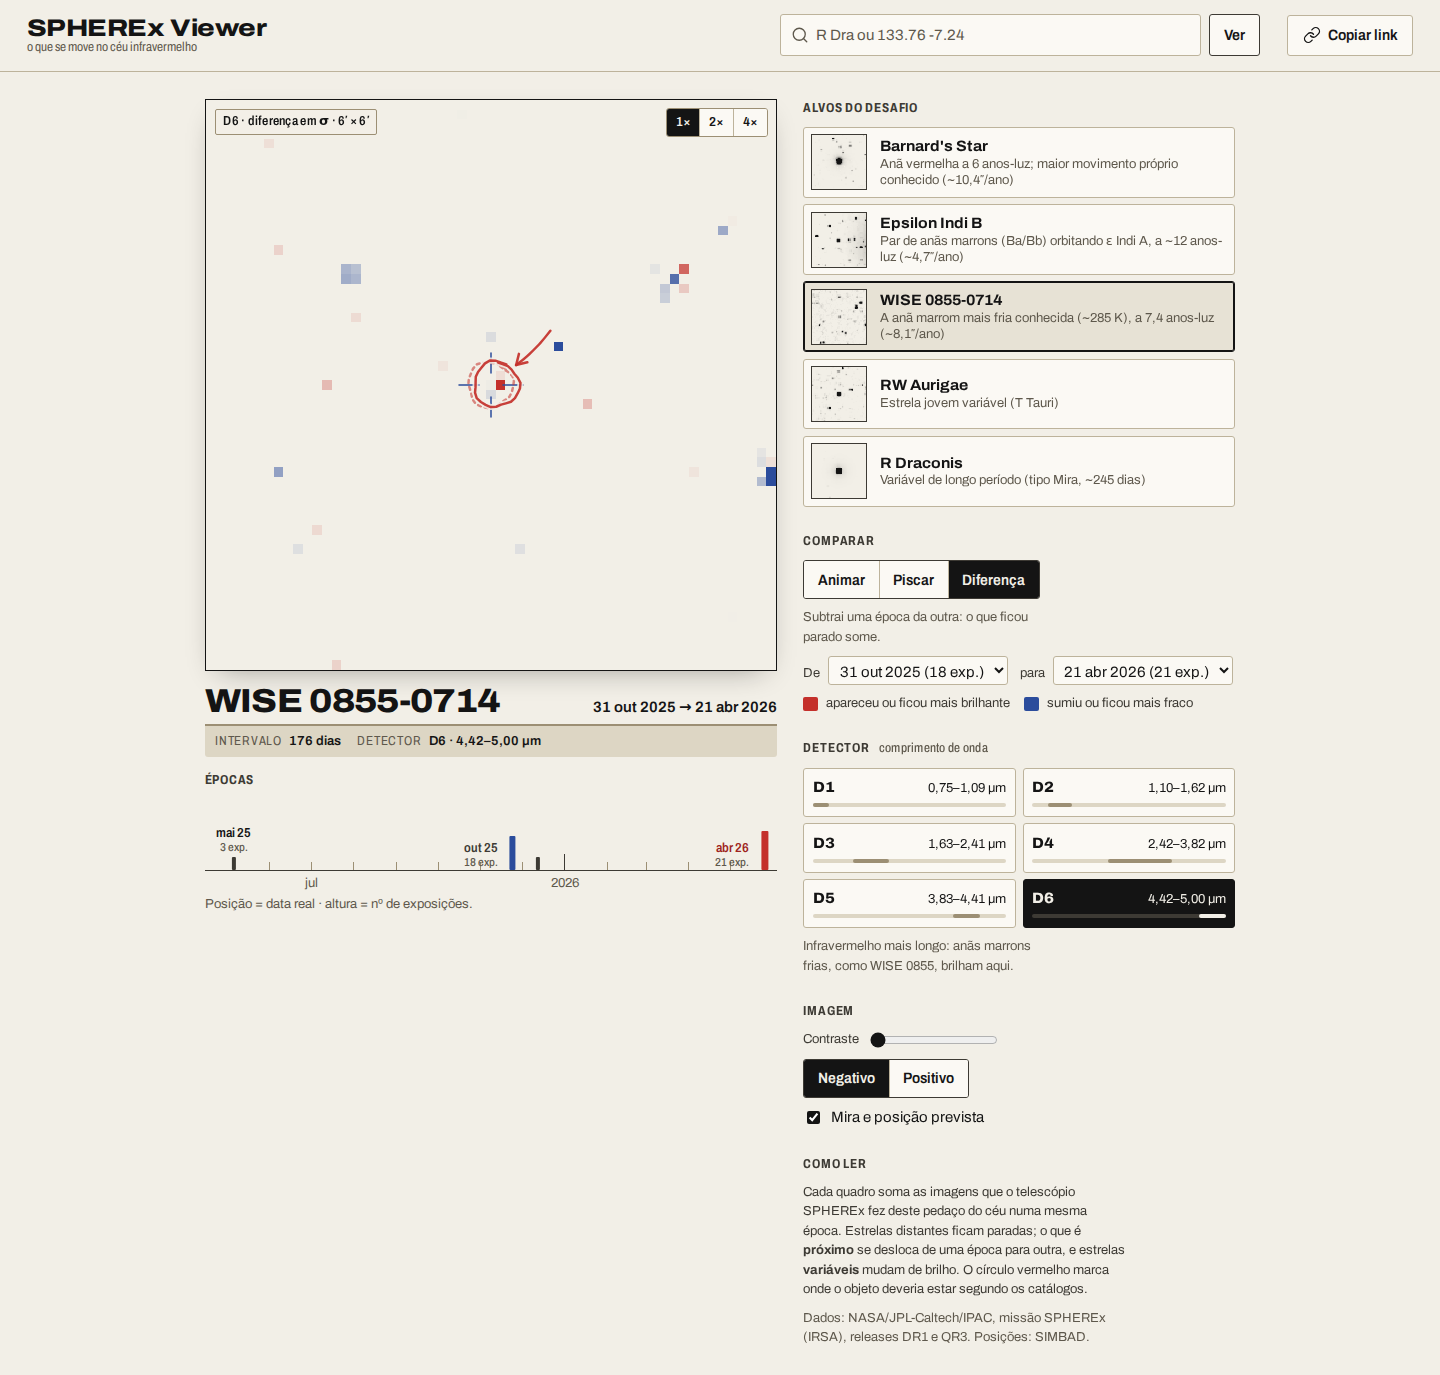 SPHEREx Viewer
o que se move no céu infravermelho
R Dra ou 133.76 -7.24
Ver
Copiar link
D6 · diferença em σ · 6′ × 6′
1×
2×
4×
WISE 0855-0714
31 out 2025 → 21 abr 2026
INTERVALO 176 dias DETECTOR D6 · 4,42–5,00 µm
ÉPOCAS
mai 25
3 exp.
out 25
18 exp.
abr 26
21 exp.
jul
2026
Posição = data real · altura = nº de exposições.
ALVOS DO DESAFIO
Barnard's Star
Anã vermelha a 6 anos-luz; maior movimento próprio
conhecido (~10,4″/ano)
Epsilon Indi B
Par de anãs marrons (Ba/Bb) orbitando ε Indi A, a ~12 anos-
luz (~4,7″/ano)
WISE 0855-0714
A anã marrom mais fria conhecida (~285 K), a 7,4 anos-luz
(~8,1″/ano)
RW Aurigae
Estrela jovem variável (T Tauri)
R Draconis
Variável de longo período (tipo Mira, ~245 dias)
COMPARAR
Animar
Piscar
Diferença
Subtrai uma época da outra: o que ficou
parado some.
De 31 out 2025 (18 exp.) para 21 abr 2026 (21 exp.)
apareceu ou ficou mais brilhante sumiu ou ficou mais fraco
DETECTOR comprimento de onda
D1 0,75–1,09 µm
D2 1,10–1,62 µm
D3 1,63–2,41 µm
D4 2,42–3,82 µm
D5 3,83–4,41 µm
D6 4,42–5,00 µm
Infravermelho mais longo: anãs marrons
frias, como WISE 0855, brilham aqui.
IMAGEM
Contraste
Negativo
Positivo
Mira e posição prevista
COMO LER
Cada quadro soma as imagens que o telescópio
SPHEREx fez deste pedaço do céu numa mesma
época. Estrelas distantes ficam paradas; o que é
próximo se desloca de uma época para outra, e estrelas
variáveis mudam de brilho. O círculo vermelho marca
onde o objeto deveria estar segundo os catálogos.
Dados: NASA/JPL-Caltech/IPAC, missão SPHEREx
(IRSA), releases DR1 e QR3. Posições: SIMBAD.